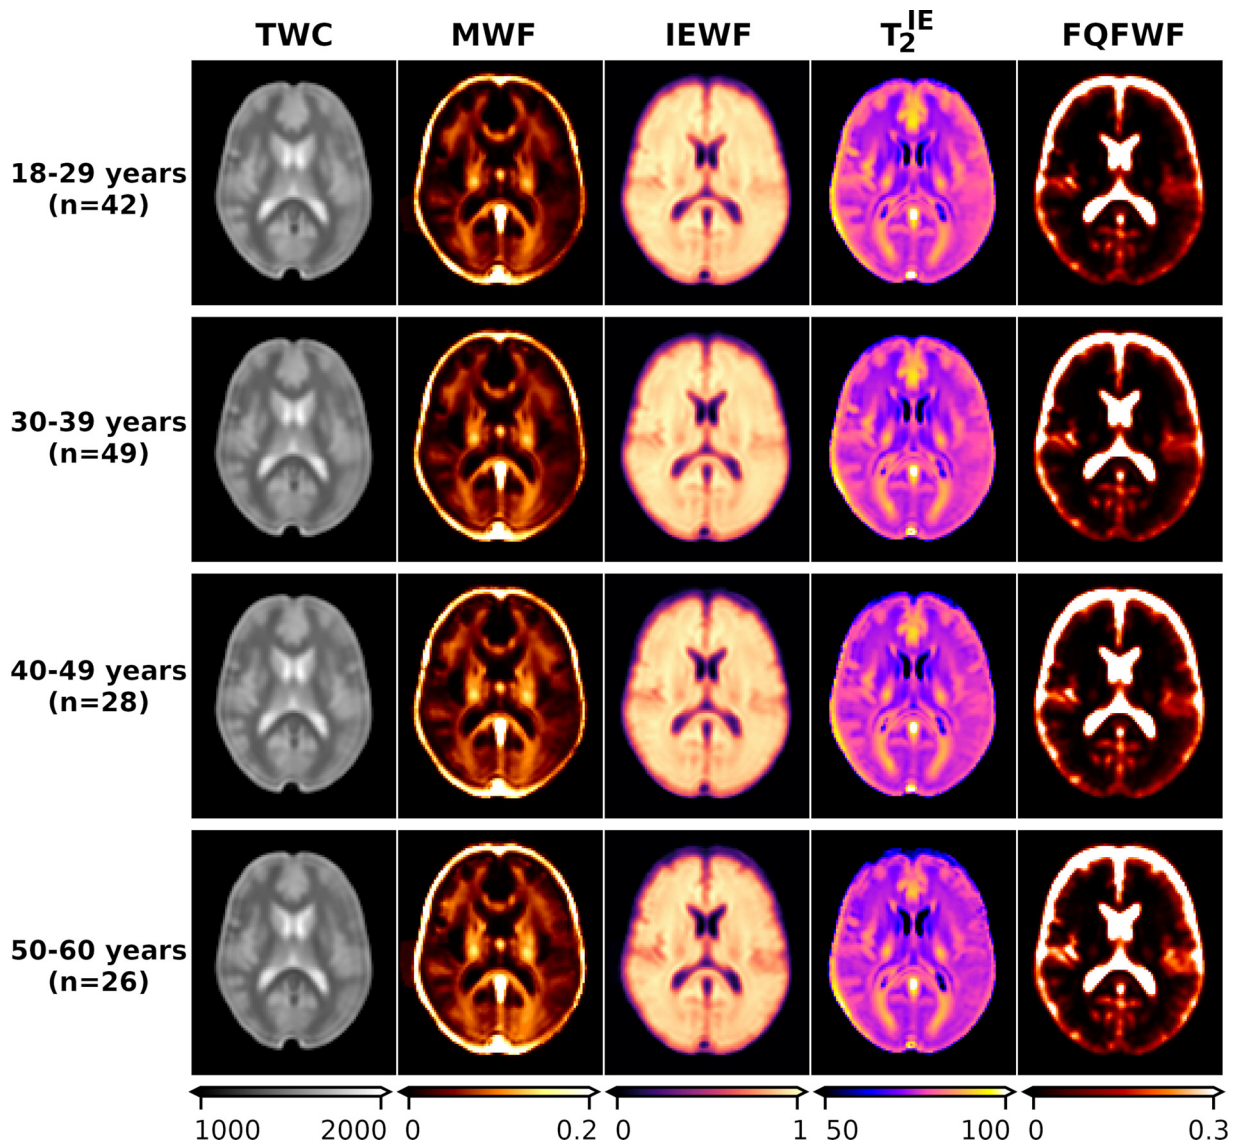 TWC MWF IEWF T₂ᴵᴱ FQFWF
18-29 years
(n=42)
30-39 years
(n=49)
40-49 years
(n=28)
50-60 years
(n=26)
1000 2000 0 0.2 0 1 50 100 0 0.3